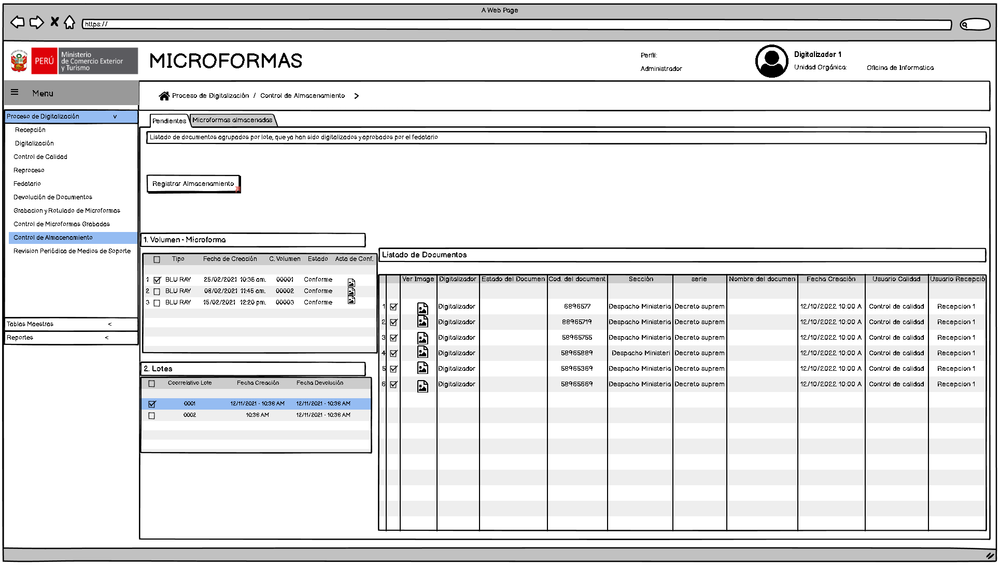 A Web Page
https://
PERÚ
Ministerio
de Comercio Exterior
y Turismo
MICROFORMAS
Perfil:
Administrador
Digitalizador 1
Unidad Orgánica: Oficina de Informatica
Menu
Proceso de Digitalización / Control de Almacenamiento >
Proceso de Digitalización v
Recepción
Digitalización
Control de Calidad
Reproceso
Fedatario
Devolución de Documentos
Grabacion y Rotulado de Microformas
Control de Microformas Grabadas
Control de Almacenamiento
Revision Periódica de Medios de Soporte
Tablas Maestras <
Reportes <
Pendientes
Microformas almacenadas
Listado de documentos agrupados por lote, que ya han sido digitalizados y aprobados por el fedatario
Registrar Almacenamiento
1. Volumen - Microforma
Tipo Fecha de Creación C. Volumen Estado Acta de Conf.
1 BLU RAY 25/02/2021 10:36 am. 00001 Conforme
2 BLU RAY 08/02/2021 11:45 am. 00002 Conforme
3 BLU RAY 15/02/2021 12:20 pm. 00003 Conforme
2. Lotes
Coorrelativo Lote Fecha Creación Fecha Devolución
0001 12/11/2021 - 10:38 AM 12/11/2021 - 10:38 AM
0002 10:38 AM 12/11/2021 - 10:38 AM
Listado de Documentos
Ver Image Digitalizador Estado del Documen Cod. del document Sección serie Nombre del documen Fecha Creación Usuario Calidad Usuario Recepció
1 Digitalizador 6896577 Despacho Ministeria Decreto suprem 12/10/2022 10:00 A Control de calidad Recepcion 1
2 Digitalizador 88965719 Despacho Ministeria Decreto suprem 12/10/2022 10:00 A Control de calidad Recepcion 1
3 Digitalizador 58965755 Despacho Ministeria Decreto suprem 12/10/2022 10:00 A Control de calidad Recepcion 1
4 Digitalizador 58965889 Despacho Ministeri Decreto suprem 12/10/2022 10:00 A Control de calidad Recepcion 1
5 Digitalizador 58965369 Despacho Ministeria Decreto suprem 12/10/2022 10:00 A Control de calidad Recepcion 1
6 Digitalizador 58965669 Despacho Ministeria Decreto suprem 12/10/2022 10:00 A Control de calidad Recepcion 1